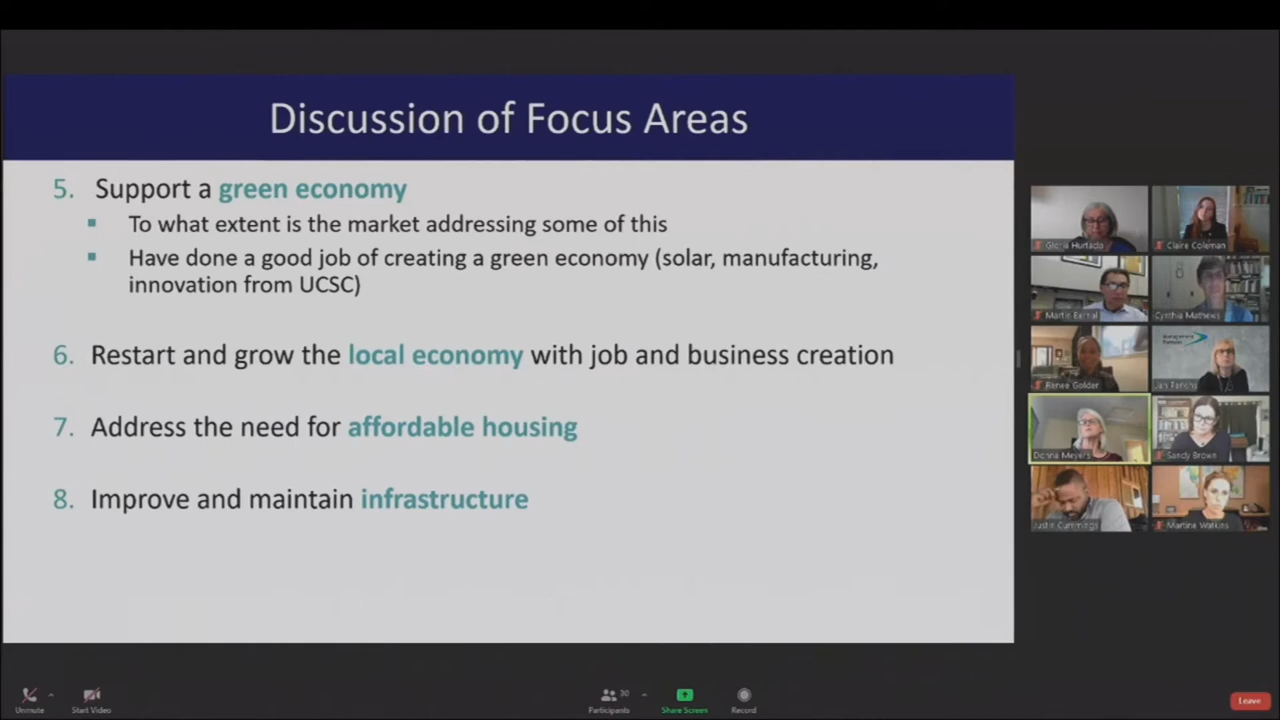 Discussion of Focus Areas
5. Support a green economy
To what extent is the market addressing some of this
Have done a good job of creating a green economy (solar, manufacturing,
innovation from UCSC)
6. Restart and grow the local economy with job and business creation
7. Address the need for affordable housing
8. Improve and maintain infrastructure
Gloria Hurtado
Claire Coleman
Martin Bernal
Cynthia Mathews
Renee Golder
Management
Partners
Jan Perkins
Donna Meyers
Sandy Brown
Justin Cummings
Martine Watkins
Unmute
Start Video
30
Participants
Share Screen
Record
Leave